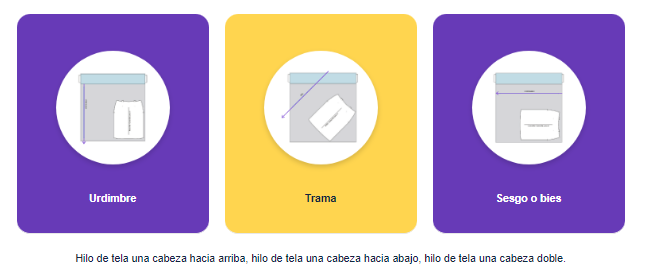 Urdimbre
Trama
Sesgo o bies
Hilo de tela una cabeza hacia arriba, hilo de tela una cabeza hacia abajo, hilo de tela una cabeza doble.